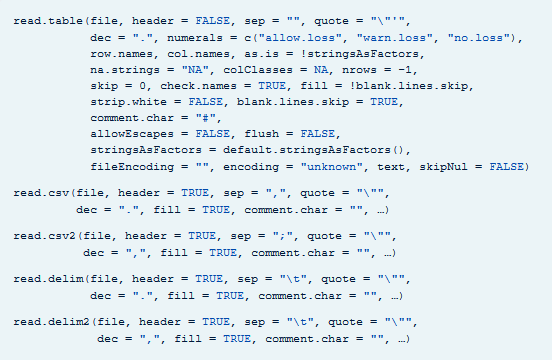 read.table(file, header = FALSE, sep = "", quote = "\"'",
dec = ".", numerals = c("allow.loss", "warn.loss", "no.loss"),
row.names, col.names, as.is = !stringsAsFactors,
na.strings = "NA", colClasses = NA, nrows = -1,
skip = 0, check.names = TRUE, fill = !blank.lines.skip,
strip.white = FALSE, blank.lines.skip = TRUE,
comment.char = "#",
allowEscapes = FALSE, flush = FALSE,
stringsAsFactors = default.stringsAsFactors(),
fileEncoding = "", encoding = "unknown", text, skipNul = FALSE)
read.csv(file, header = TRUE, sep = ",", quote = "\"",
dec = ".", fill = TRUE, comment.char = "", …)
read.csv2(file, header = TRUE, sep = ";", quote = "\"",
dec = ",", fill = TRUE, comment.char = "", …)
read.delim(file, header = TRUE, sep = "\t", quote = "\"",
dec = ".", fill = TRUE, comment.char = "", …)
read.delim2(file, header = TRUE, sep = "\t", quote = "\"",
dec = ",", fill = TRUE, comment.char = "", …)